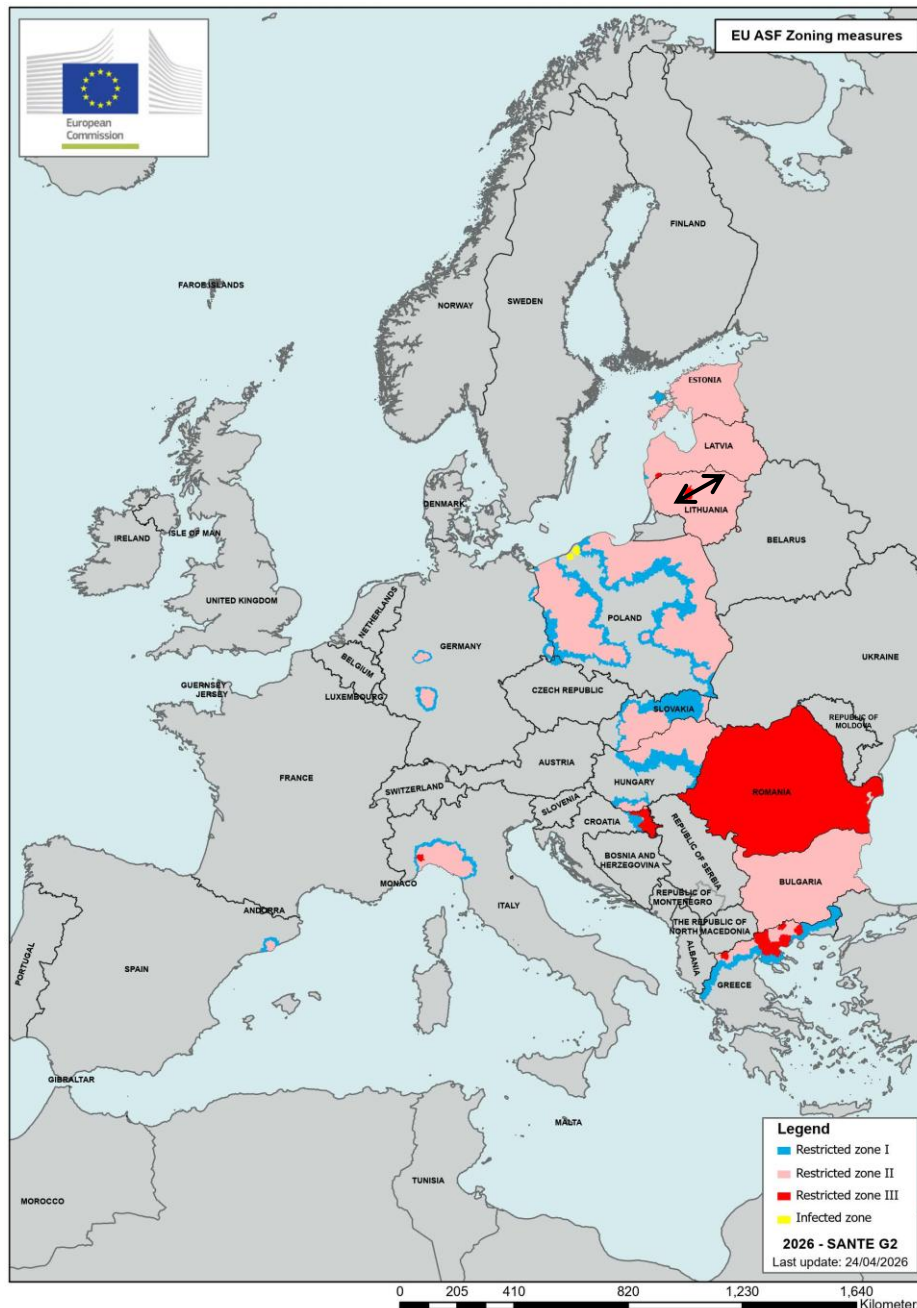 EU ASF Zoning measures
European
Commission
FINLAND
FAROE ISLANDS
NORWAY
SWEDEN
ESTONIA
LATVIA
LITHUANIA
DENMARK
ISLE OF MAN
IRELAND
BELARUS
UNITED KINGDOM
NETHERLANDS
POLAND
GERMANY
BELGIUM
UKRAINE
GUERNSEY
JERSEY
LUXEMBOURG
CZECH REPUBLIC
SLOVAKIA
REPUBLIC OF
MOLDOVA
FRANCE
AUSTRIA
HUNGARY
SWITZERLAND
ROMANIA
SLOVENIA
CROATIA
REPUBLIC OF SERBIA
BOSNIA AND
HERZEGOVINA
BULGARIA
MONACO
ITALY
REPUBLIC OF
MONTENEGRO
ANDORRA
THE REPUBLIC OF
NORTH MACEDONIA
ALBANIA
PORTUGAL
SPAIN
GREECE
GIBRALTAR
MALTA
TUNISIA
MOROCCO
Legend
Restricted zone I
Restricted zone II
Restricted zone III
Infected zone
2026 - SANTE G2
Last update: 24/04/2026
0 205 410 820 1,230 1,640
Kilometer